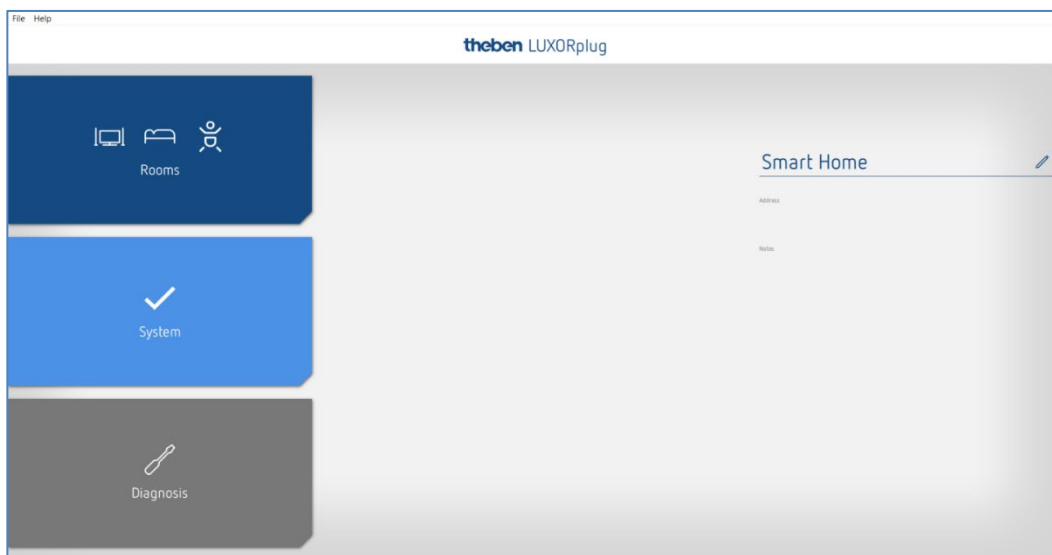 File Help
theben LUXORplug
Rooms
Smart Home
Address
Notes
System
Diagnosis